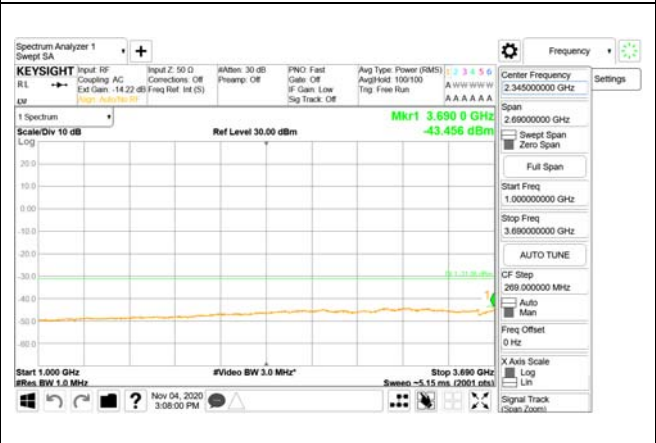 Spectrum Analyzer 1
Swept SA
Frequency
KEYSIGHT
RL
Input: RF
Coupling: AC
Ext Gain: -14.22 dB
Align: Auto/No RF
Input Z: 50 Ω
Corrections: Off
Freq Ref: Int (S)
#Atten: 30 dB
Preamp: Off
PNO: Fast
Gate: Off
IF Gain: Low
Sig Track: Off
Avg Type: Power (RMS)
Avg|Hold: 100/100
Trig: Free Run
1 2 3 4 5 6
A W W W W W
A A A A A A
1 Spectrum
Scale/Div 10 dB
Log
Ref Level 30.00 dBm
Mkr1 3.690 0 GHz
-43.456 dBm
20.0
10.0
0.00
-10.0
-20.0
-30.0
-40.0
-50.0
-60.0
1
Start 1.000 GHz
#Res BW 1.0 MHz
#Video BW 3.0 MHz*
Stop 3.690 GHz
Sweep ~5.15 ms (2001 pts)
Nov 04, 2020
3:08:00 PM
Center Frequency
2.345000000 GHz
Settings
Span
2.69000000 GHz
Swept Span
Zero Span
Full Span
Start Freq
1.000000000 GHz
Stop Freq
3.690000000 GHz
AUTO TUNE
CF Step
269.000000 MHz
Auto
Man
Freq Offset
0 Hz
X Axis Scale
Log
Lin
Signal Track
(Span Zoom)